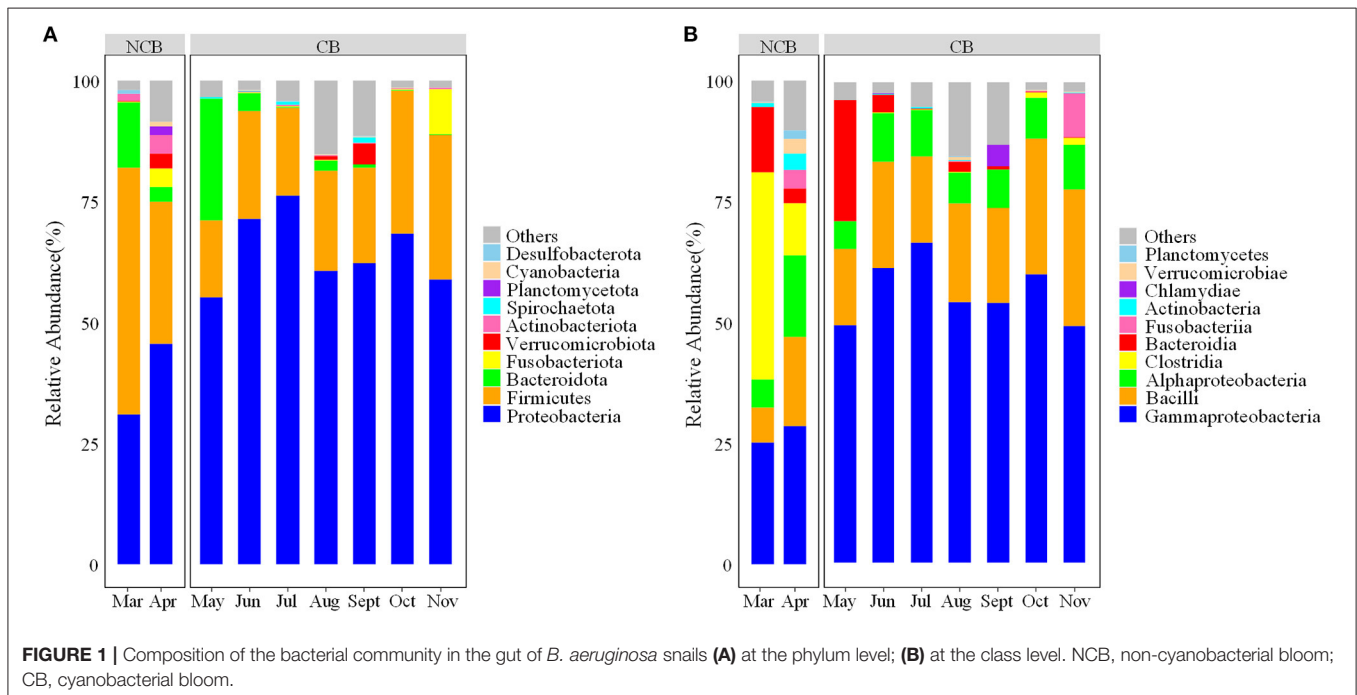 A
NCB CB
100
75
50
25
0
Relative Abundance(%)
Mar Apr May Jun Jul Aug Sept Oct Nov
Others
Desulfobacterota
Cyanobacteria
Planctomycetota
Spirochaetota
Actinobacteriota
Verrucomicrobiota
Fusobacteriota
Bacteroidota
Firmicutes
Proteobacteria
B
NCB CB
100
75
50
25
0
Relative Abundance(%)
Mar Apr May Jun Jul Aug Sept Oct Nov
Others
Planctomycetes
Verrucomicrobiae
Chlamydiae
Actinobacteria
Fusobacteriia
Bacteroidia
Clostridia
Alphaproteobacteria
Bacilli
Gammaproteobacteria
FIGURE 1 | Composition of the bacterial community in the gut of B. aeruginosa snails (A) at the phylum level; (B) at the class level. NCB, non-cyanobacterial bloom;
CB, cyanobacterial bloom.